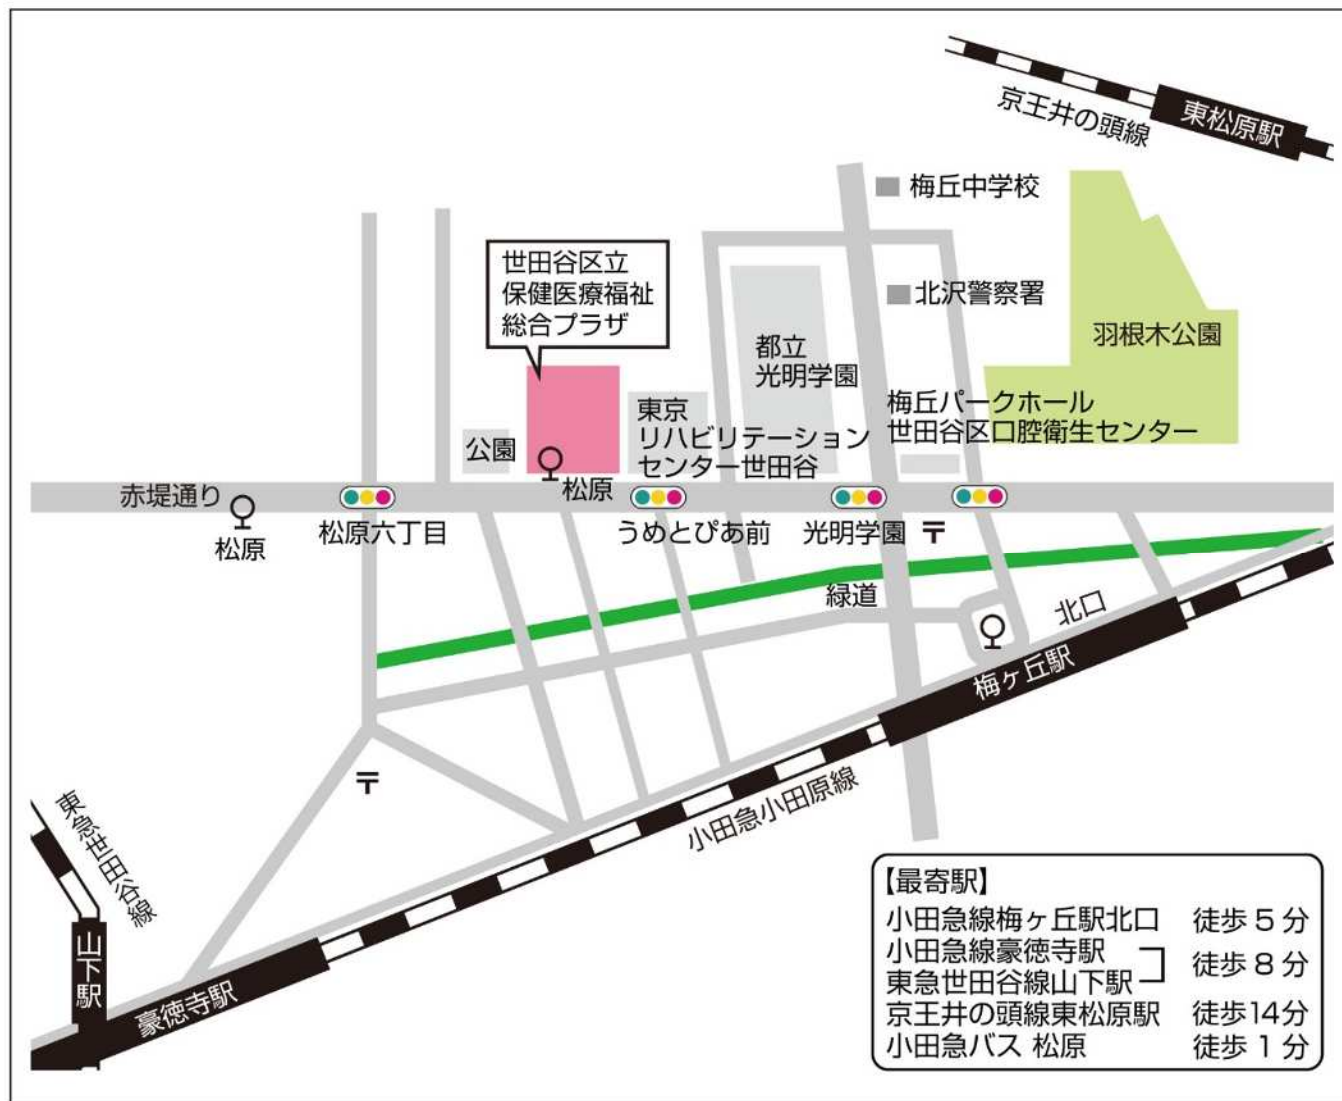 京王井の頭線
東松原駅
梅丘中学校
世田谷区立
保健医療福祉
総合プラザ
北沢警察署
羽根木公園
都立
光明学園
梅丘パークホール
世田谷区口腔衛生センター
東京
リハビリテーション
センター世田谷
公園
松原
赤堤通り
松原
松原六丁目
うめとぴあ前
光明学園
〒
緑道
北口
梅ヶ丘駅
〒
小田急小田原線
東急世田谷線
山下駅
豪徳寺駅
【最寄駅】
小田急線梅ヶ丘駅北口 徒歩 5 分
小田急線豪徳寺駅
東急世田谷線山下駅 徒歩 8 分
京王井の頭線東松原駅 徒歩14分
小田急バス 松原 徒歩 1 分